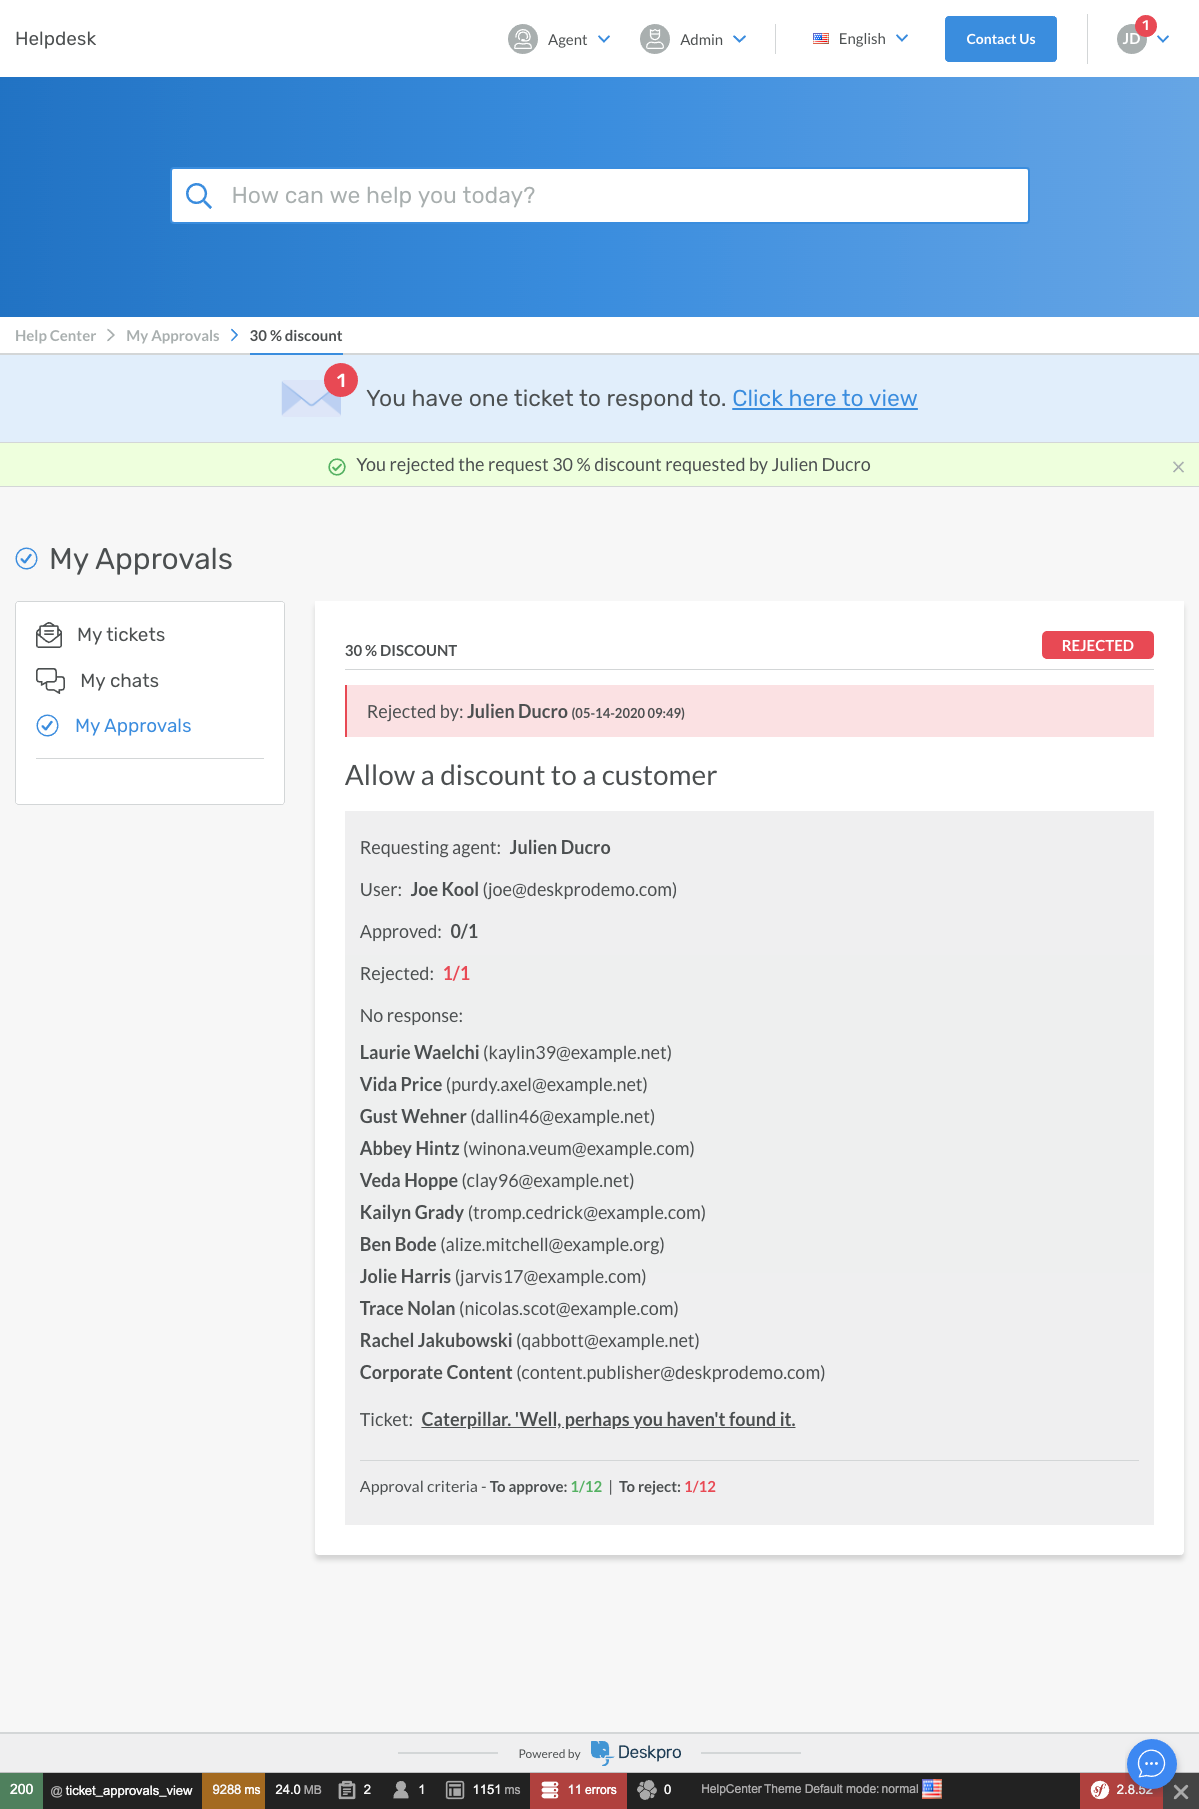 Helpdesk
Agent
Admin
English
Contact Us
JD
1
How can we help you today?
Help Center
My Approvals
30 % discount
1
You have one ticket to respond to. Click here to view
You rejected the request 30 % discount requested by Julien Ducro
My Approvals
My tickets
My chats
My Approvals
30 % DISCOUNT
REJECTED
Rejected by: Julien Ducro (05-14-2020 09:49)
Allow a discount to a customer
Requesting agent: Julien Ducro
User: Joe Kool (joe@deskprodemo.com)
Approved: 0/1
Rejected: 1/1
No response:
Laurie Waelchi (kaylin39@example.net)
Vida Price (purdy.axel@example.net)
Gust Wehner (dallin46@example.net)
Abbey Hintz (winona.veum@example.com)
Veda Hoppe (clay96@example.net)
Kailyn Grady (tromp.cedrick@example.com)
Ben Bode (alize.mitchell@example.org)
Jolie Harris (jarvis17@example.com)
Trace Nolan (nicolas.scot@example.com)
Rachel Jakubowski (qabbott@example.net)
Corporate Content (content.publisher@deskprodemo.com)
Ticket: Caterpillar. 'Well, perhaps you haven't found it.
Approval criteria - To approve: 1/12 | To reject: 1/12
Powered by Deskpro
200 @ ticket_approvals_view 9288 ms 24.0 MB 2 1 1151 ms 11 errors 0 HelpCenter Theme Default mode: normal